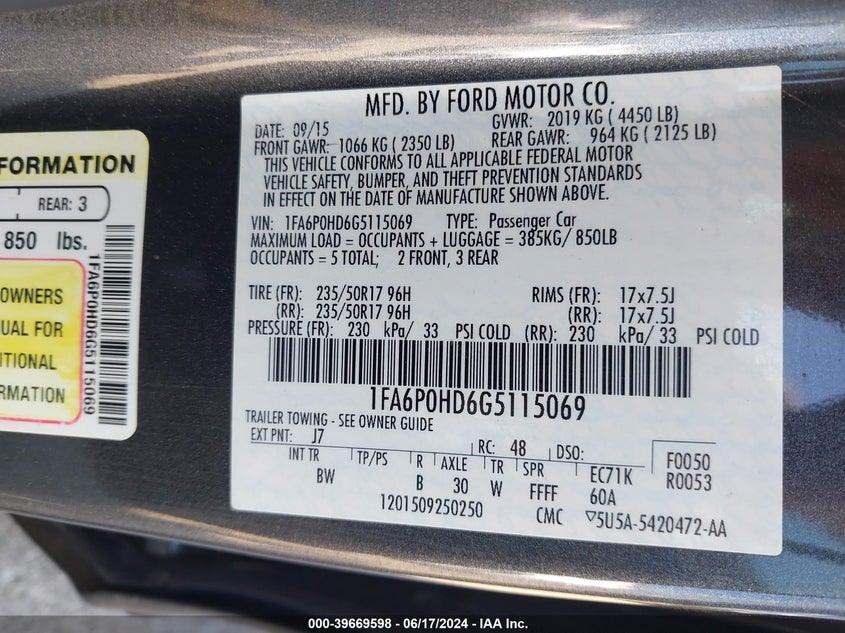 FORMATION
REAR: 3
850 lbs.
OWNERS
UAL FOR
ITIONAL
RMATION
1FA6P0HD6G5115069
MFD. BY FORD MOTOR CO.
DATE: 09/15 GVWR: 2019 KG ( 4450 LB)
FRONT GAWR: 1066 KG ( 2350 LB) REAR GAWR: 964 KG ( 2125 LB)
THIS VEHICLE CONFORMS TO ALL APPLICABLE FEDERAL MOTOR
VEHICLE SAFETY, BUMPER, AND THEFT PREVENTION STANDARDS
IN EFFECT ON THE DATE OF MANUFACTURE SHOWN ABOVE.
VIN: 1FA6P0HD6G5115069 TYPE: Passenger Car
MAXIMUM LOAD = OCCUPANTS + LUGGAGE = 385KG/ 850LB
OCCUPANTS = 5 TOTAL; 2 FRONT, 3 REAR
TIRE (FR): 235/50R17 96H RIMS (FR): 17x7.5J
(RR): 235/50R17 96H (RR): 17x7.5J
PRESSURE (FR): 230 kPa/ 33 PSI COLD (RR): 230 kPa/ 33 PSI COLD
1FA6P0HD6G5115069
TRAILER TOWING - SEE OWNER GUIDE
EXT PNT: J7 RC: 48 DSO: F0050
INT TR TP/PS R AXLE TR SPR EC71K R0053
BW B 30 W FFFF 60A
1201509250250 CMC ▽5U5A-5420472-AA
000-39669598 - 06/17/2024 - IAA Inc.